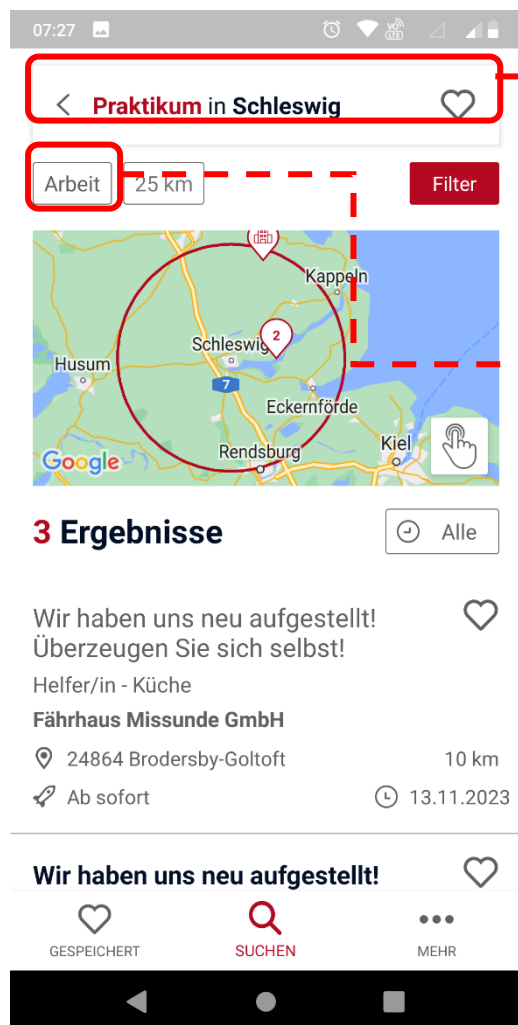 07:27
VO)) LTE
Praktikum in Schleswig
Arbeit
25 km
Filter
Kappeln
Schleswig
2
Husum
7
Eckernförde
Rendsburg
Kiel
Google
3 Ergebnisse
Alle
Wir haben uns neu aufgestellt!
Überzeugen Sie sich selbst!
Helfer/in - Küche
Fährhaus Missunde GmbH
24864 Brodersby-Goltoft
10 km
Ab sofort
13.11.2023
Wir haben uns neu aufgestellt!
GESPEICHERT
SUCHEN
MEHR